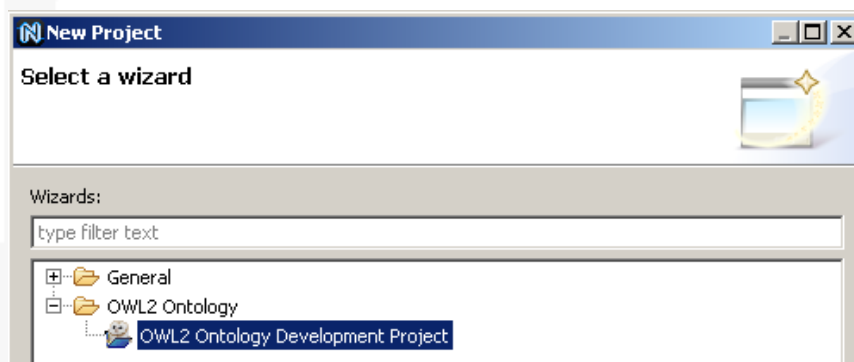 New Project
Select a wizard
Wizards:
type filter text
General
OWL2 Ontology
OWL2 Ontology Development Project